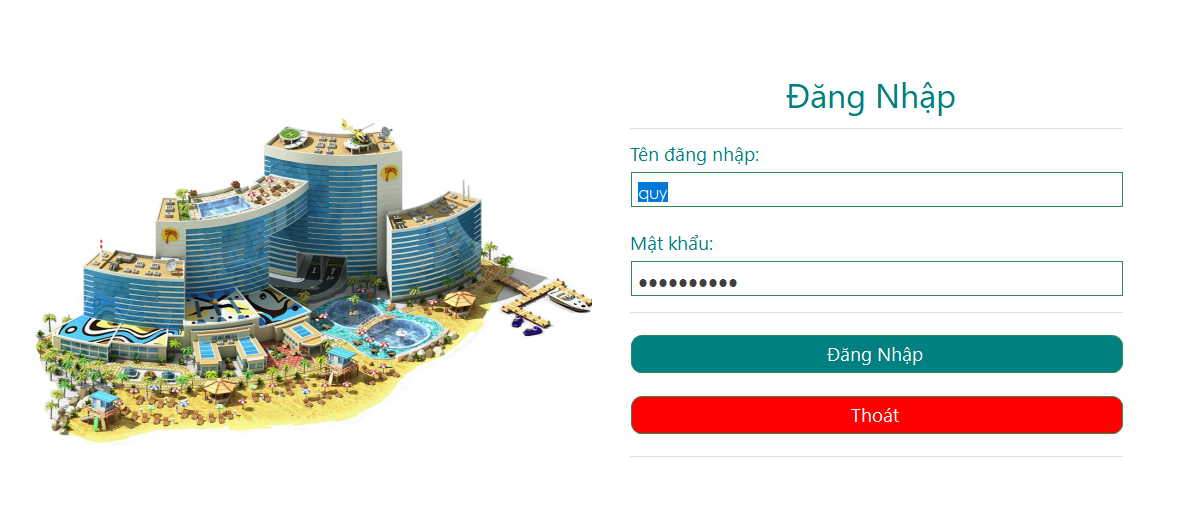 Đăng Nhập
Tên đăng nhập:
quy
Mật khẩu:
●●●●●●●●●●
Đăng Nhập
Thoát